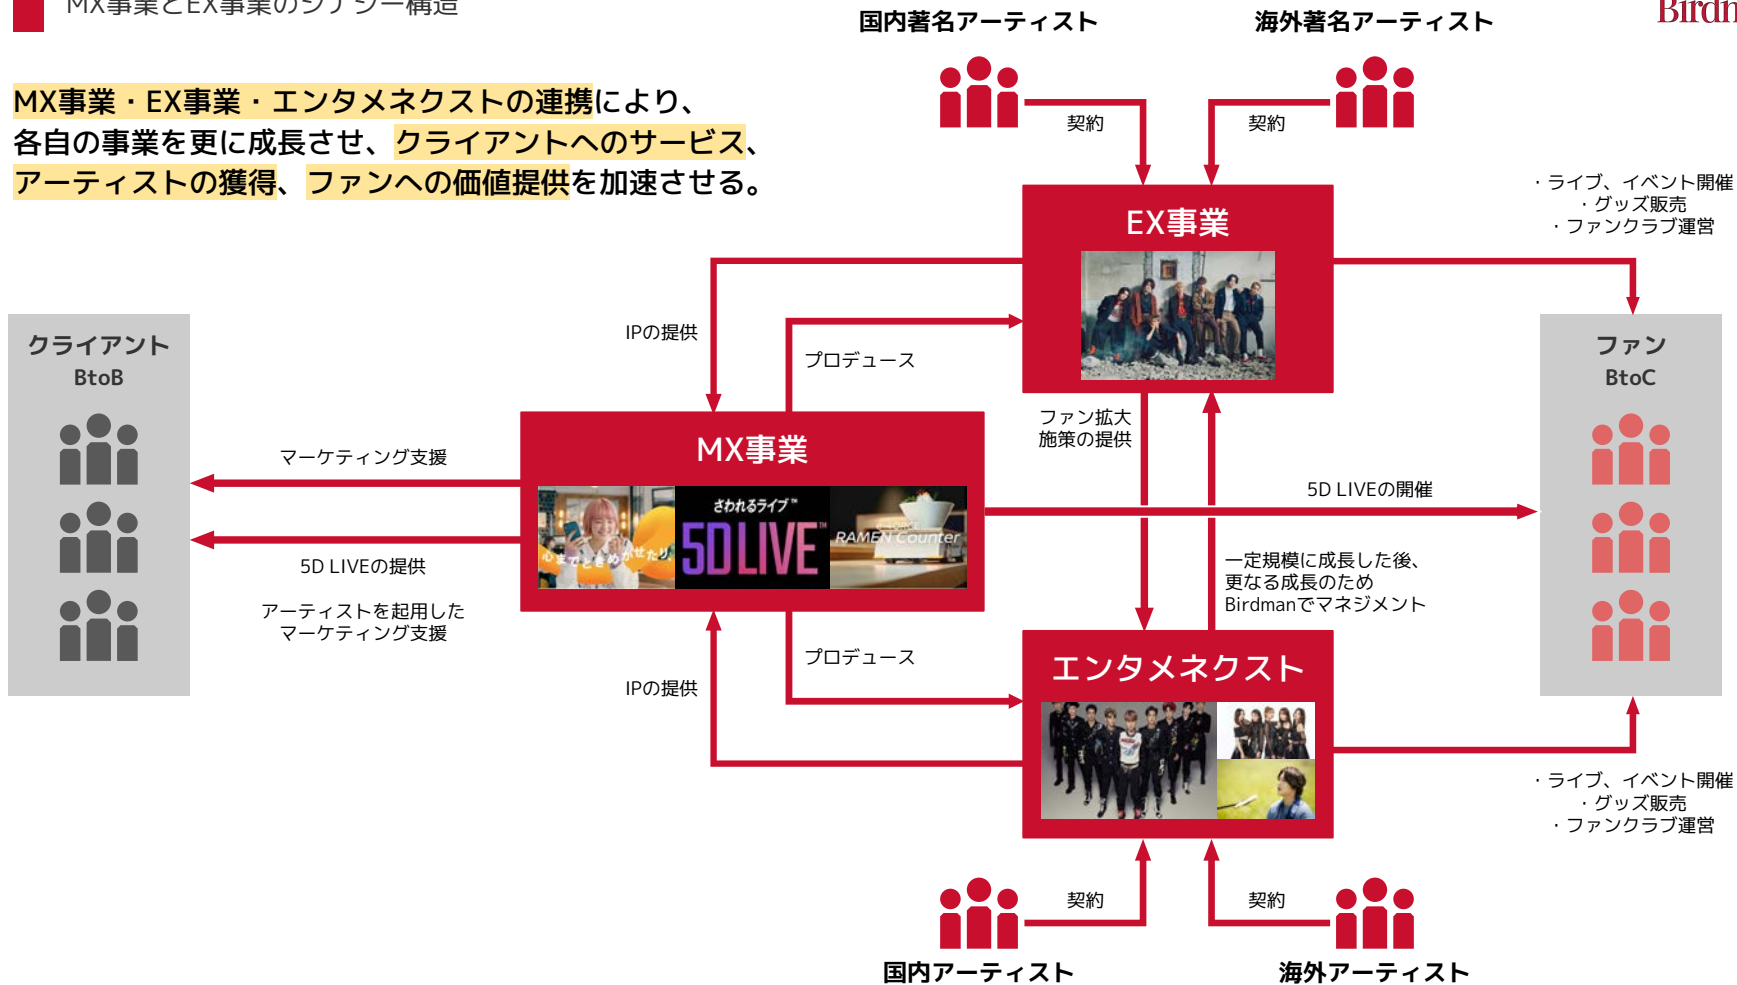 MX事業とEX事業のシナジー構造
国内著名アーティスト
海外著名アーティスト
MX事業・EX事業・エンタメネクストの連携により、
各自の事業を更に成長させ、クライアントへのサービス、
アーティストの獲得、ファンへの価値提供を加速させる。
契約
契約
・ライブ、イベント開催
・グッズ販売
・ファンクラブ運営
EX事業
IPの提供
プロデュース
クライアント
BtoB
ファン
BtoC
ファン拡大
施策の提供
MX事業
マーケティング支援
さわれるライブ™
5D LIVE™
RAMEN Counter
心までときめかせたり
5D LIVEの開催
5D LIVEの提供
アーティストを起用した
マーケティング支援
一定規模に成長した後、
更なる成長のため
Birdmanでマネジメント
プロデュース
IPの提供
エンタメネクスト
・ライブ、イベント開催
・グッズ販売
・ファンクラブ運営
契約
契約
国内アーティスト
海外アーティスト